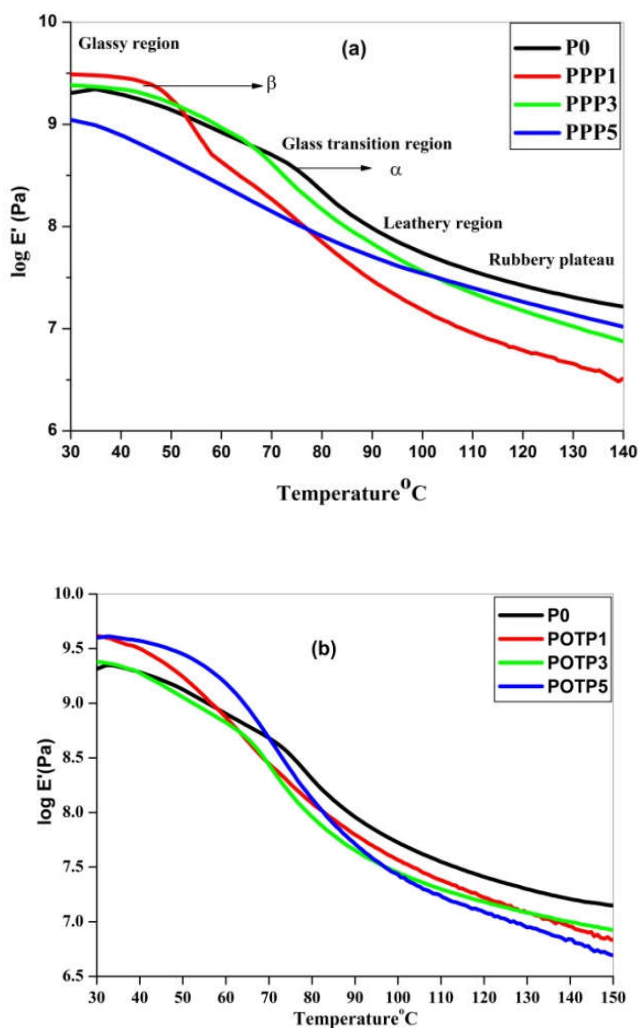 (a)
Glassy region
β
Glass transition region
α
Leathery region
Rubbery plateau
P0
PPP1
PPP3
PPP5
log E' (Pa)
10
9
8
7
6
30 40 50 60 70 80 90 100 110 120 130 140
Temperature⁰C
(b)
P0
POTP1
POTP3
POTP5
log E'(Pa)
10.0
9.5
9.0
8.5
8.0
7.5
7.0
6.5
30 40 50 60 70 80 90 100 110 120 130 140 150
Temperature°C